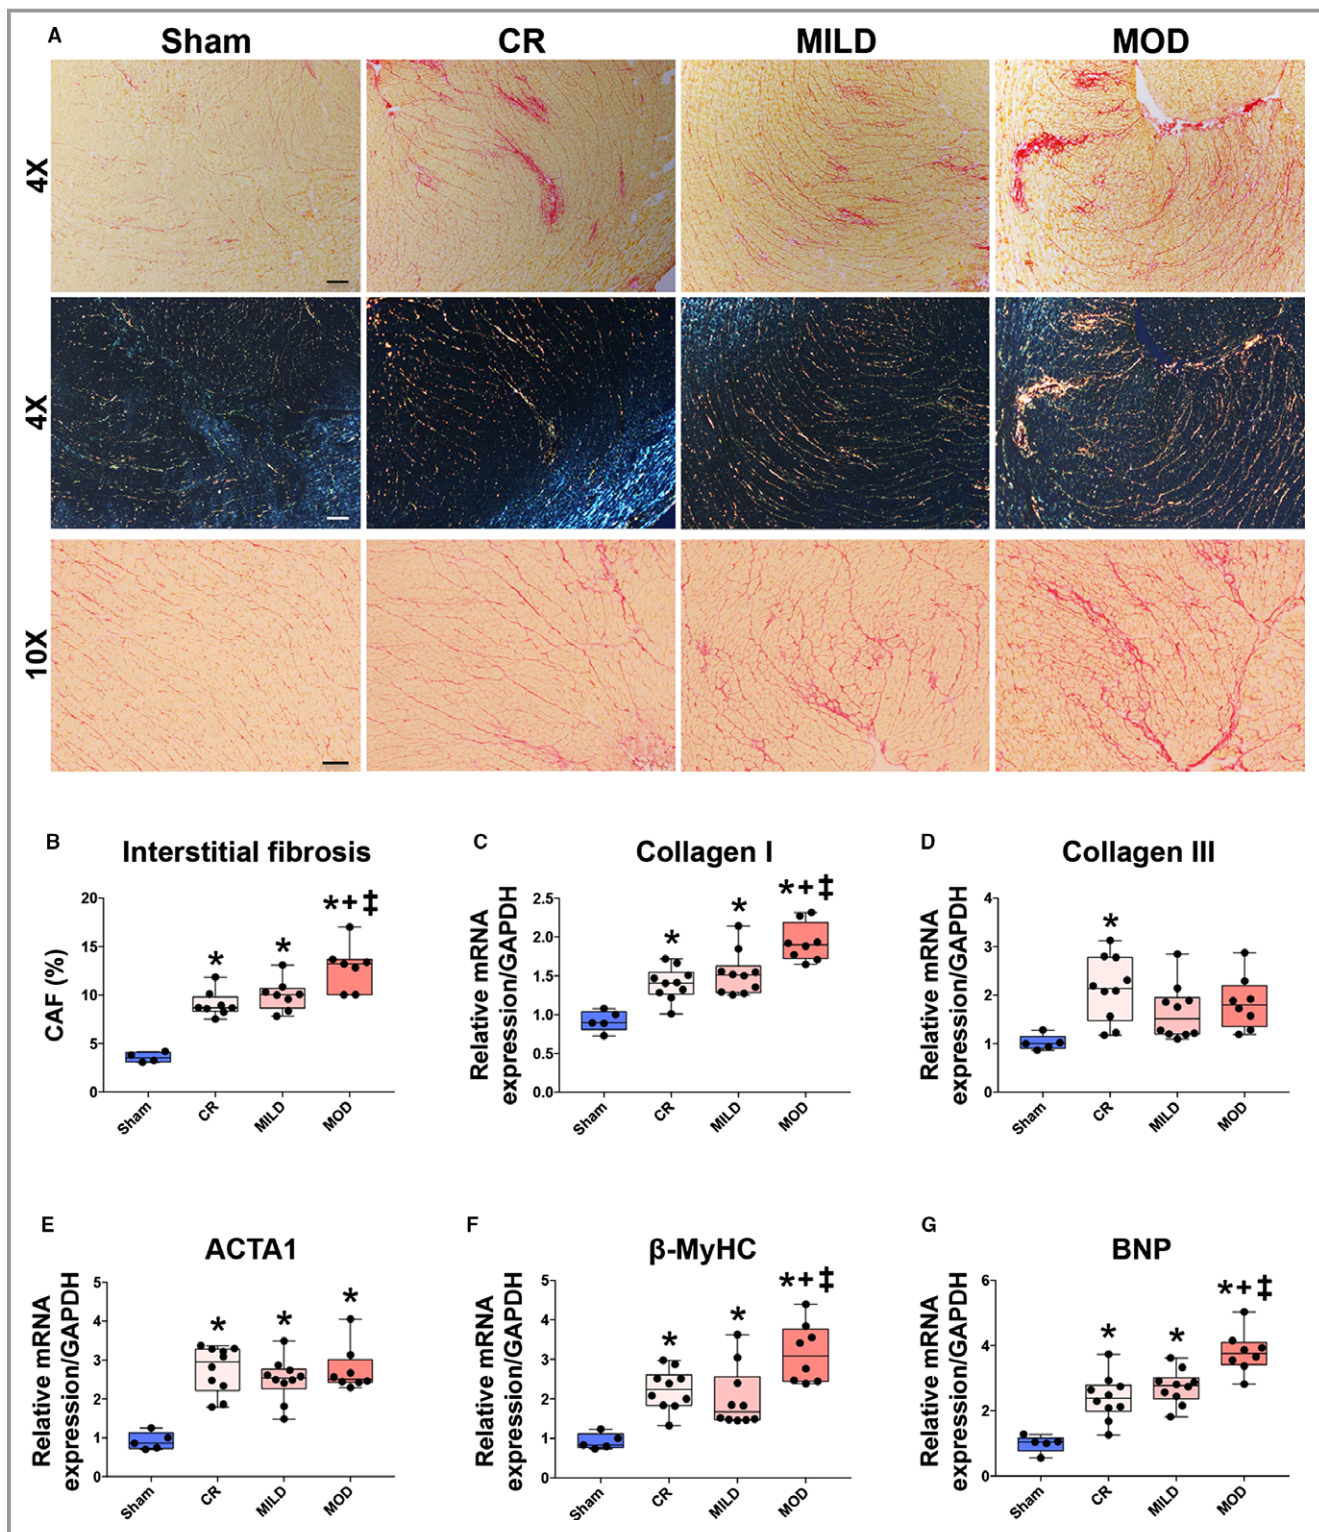 A
Sham CR MILD MOD
4X
4X
10X
B Interstitial fibrosis
CAF (%)
20
15
10
5
0
* * *+‡
Sham CR MILD MOD
C Collagen I
Relative mRNA
expression/GAPDH
2.5
2.0
1.5
1.0
0.5
0.0
* * *+‡
Sham CR MILD MOD
D Collagen III
Relative mRNA
expression/GAPDH
4
3
2
1
0
*
Sham CR MILD MOD
E ACTA1
Relative mRNA
expression/GAPDH
5
4
3
2
1
0
* * *
Sham CR MILD MOD
F β-MyHC
Relative mRNA
expression/GAPDH
5
4
3
2
1
0
* * *+‡
Sham CR MILD MOD
G BNP
Relative mRNA
expression/GAPDH
6
4
2
0
* * *+‡
Sham CR MILD MOD